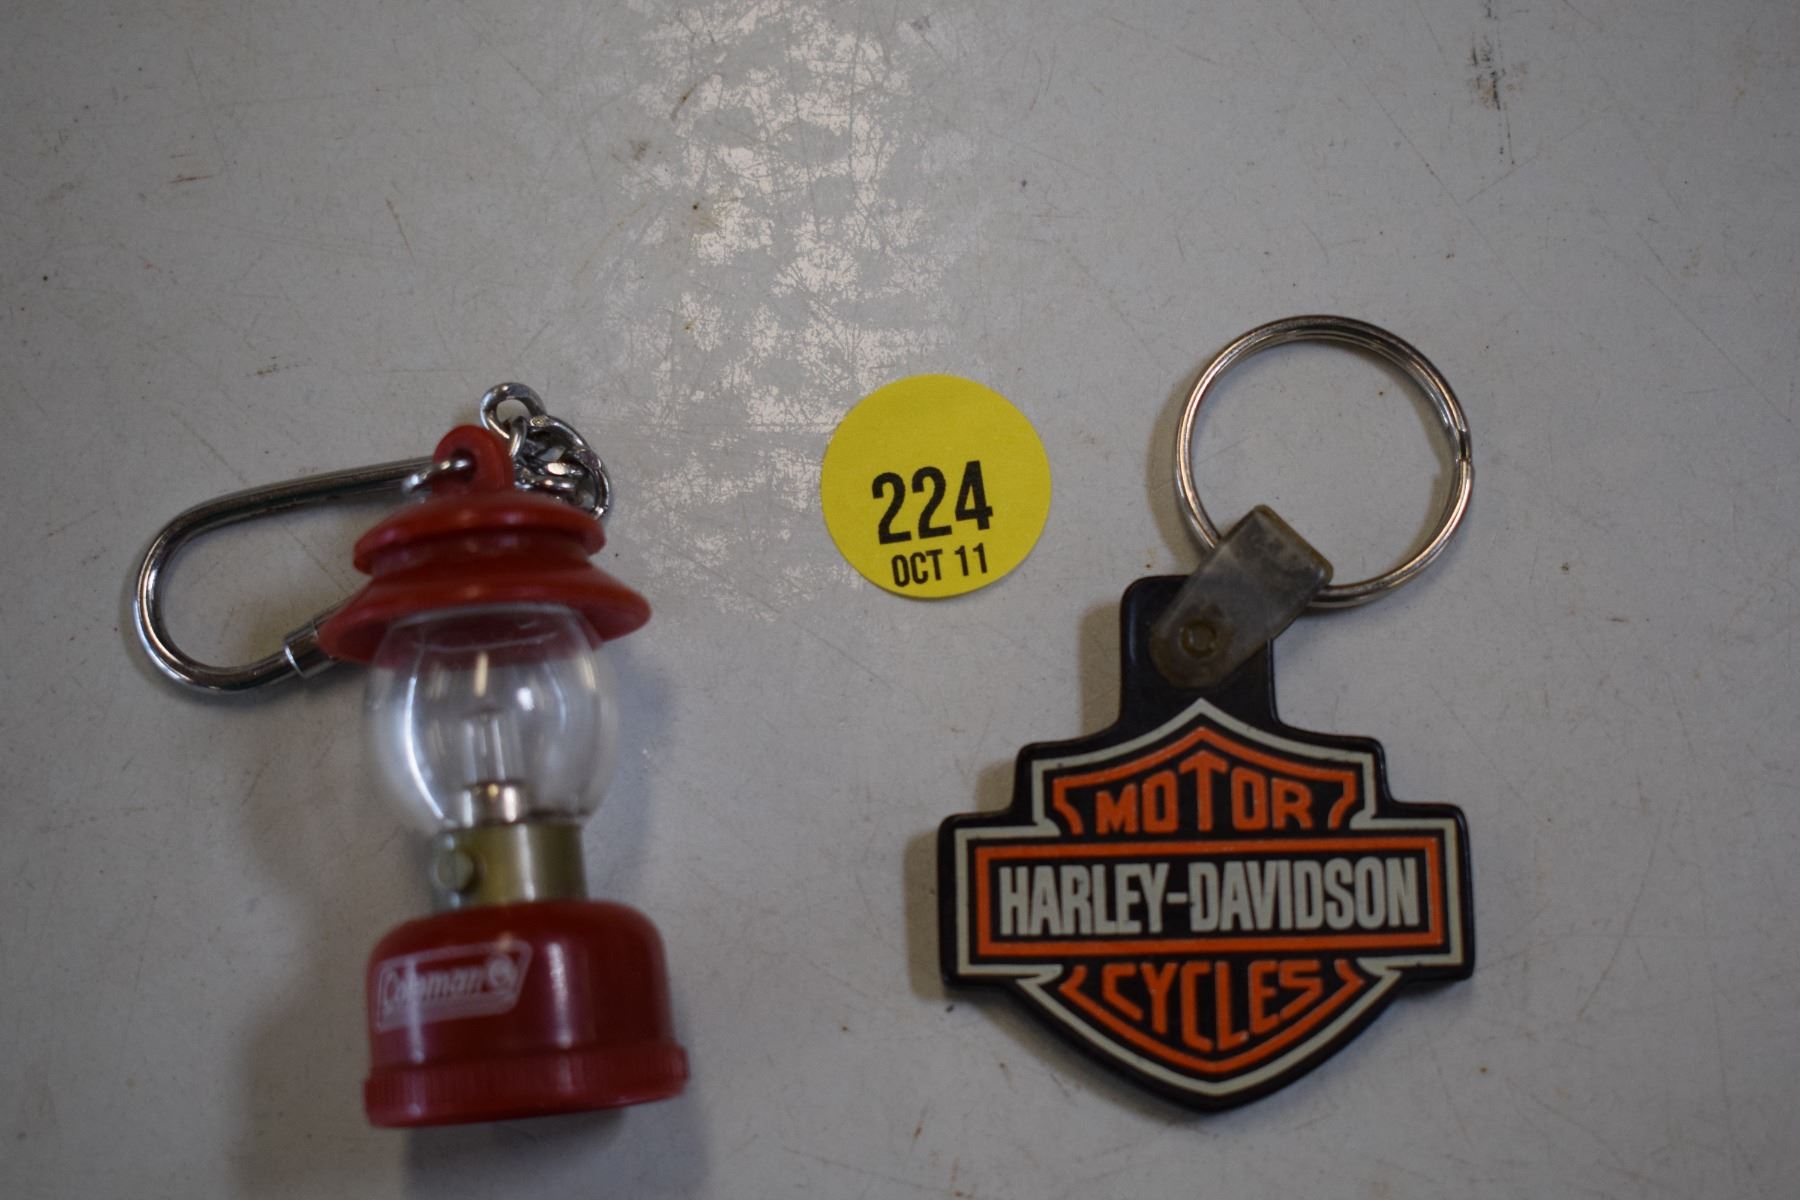 224
OCT 11
MOTOR
HARLEY-DAVIDSON
CYCLES
Coleman